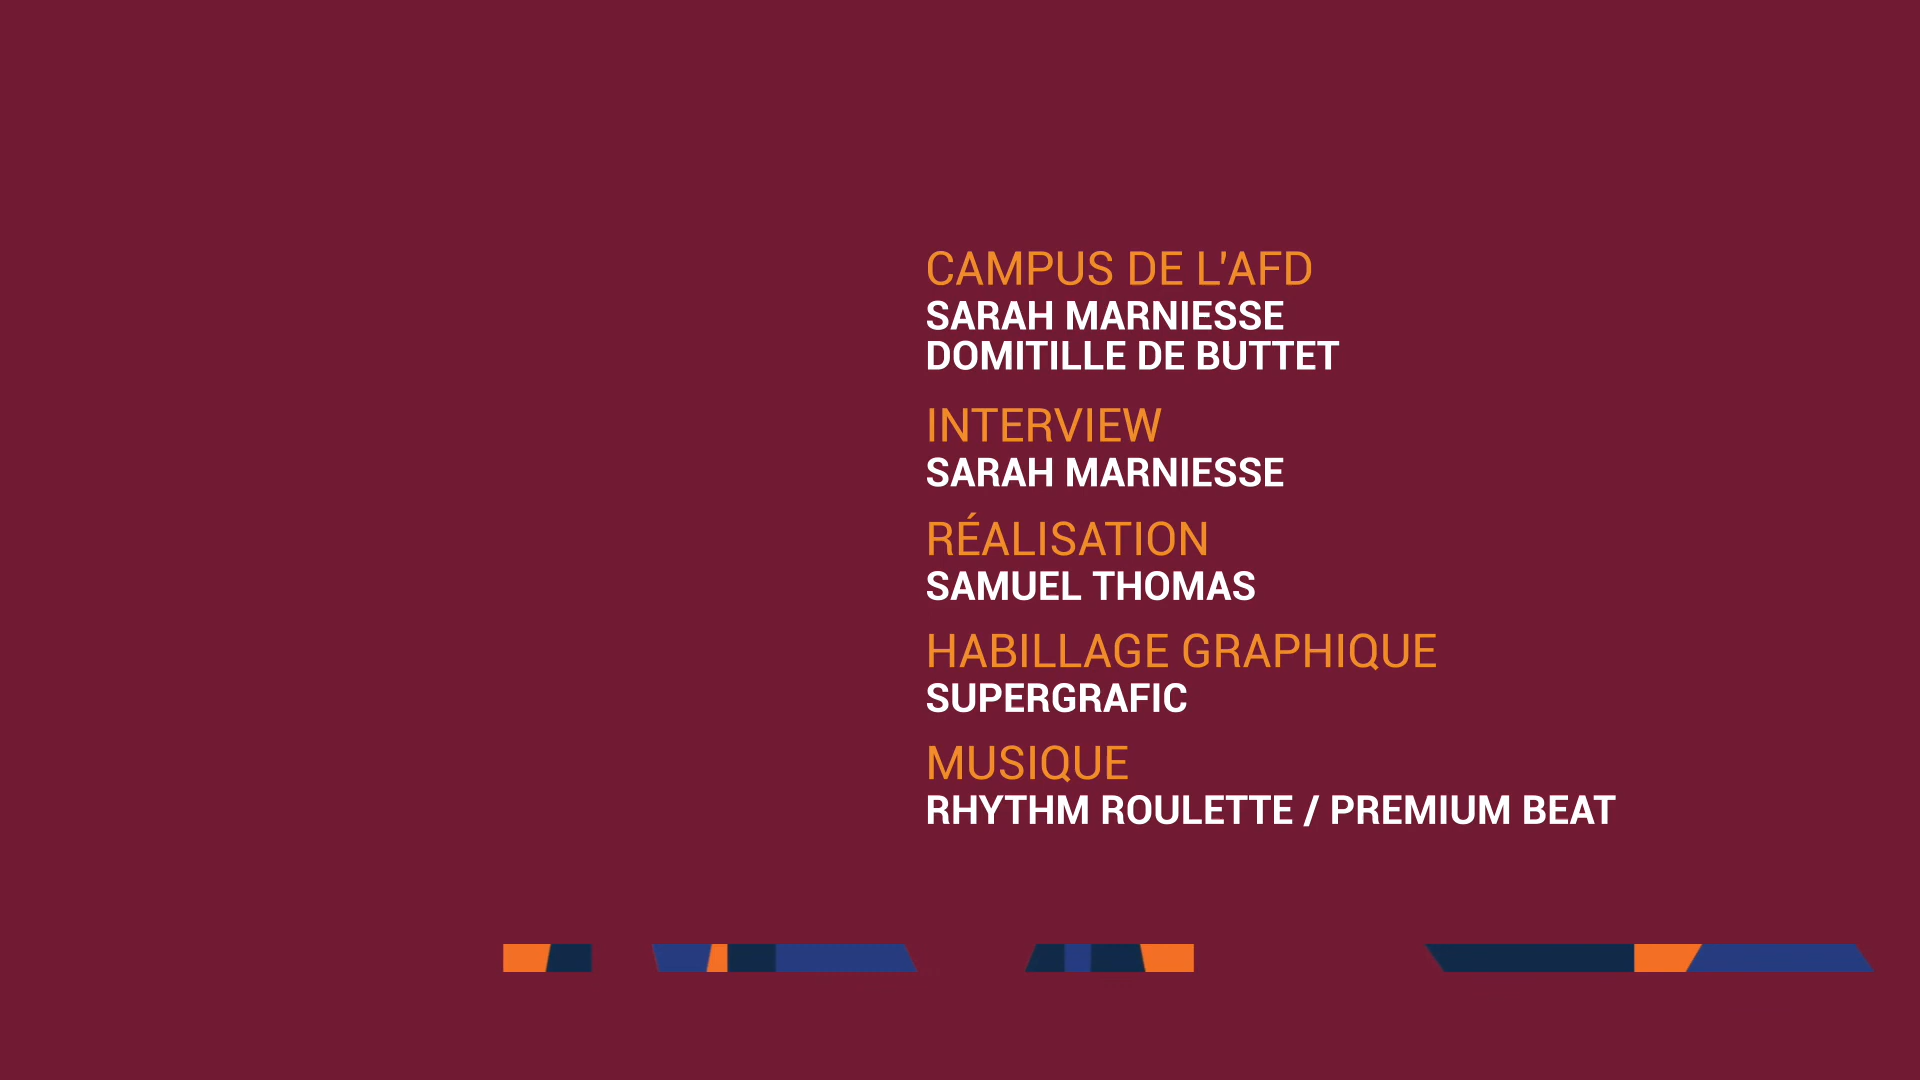 CAMPUS DE L'AFD
SARAH MARNIESSE
DOMITILLE DE BUTTET
INTERVIEW
SARAH MARNIESSE
RÉALISATION
SAMUEL THOMAS
HABILLAGE GRAPHIQUE
SUPERGRAFIC
MUSIQUE
RHYTHM ROULETTE / PREMIUM BEAT